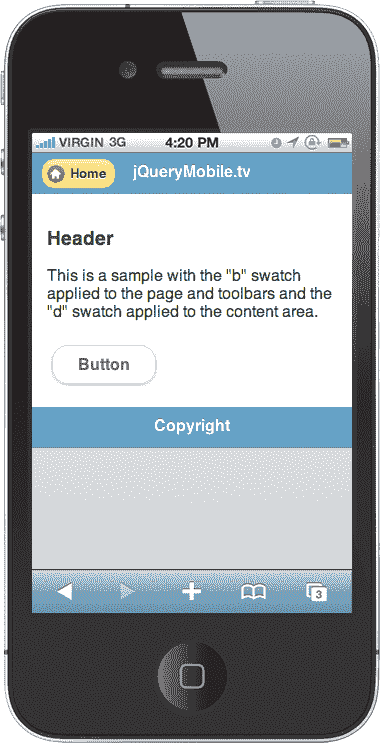 VIRGIN 3G 4:20 PM
Home jQueryMobile.tv
Header
This is a sample with the "b" swatch
applied to the page and toolbars and the
"d" swatch applied to the content area.
Button
Copyright
3